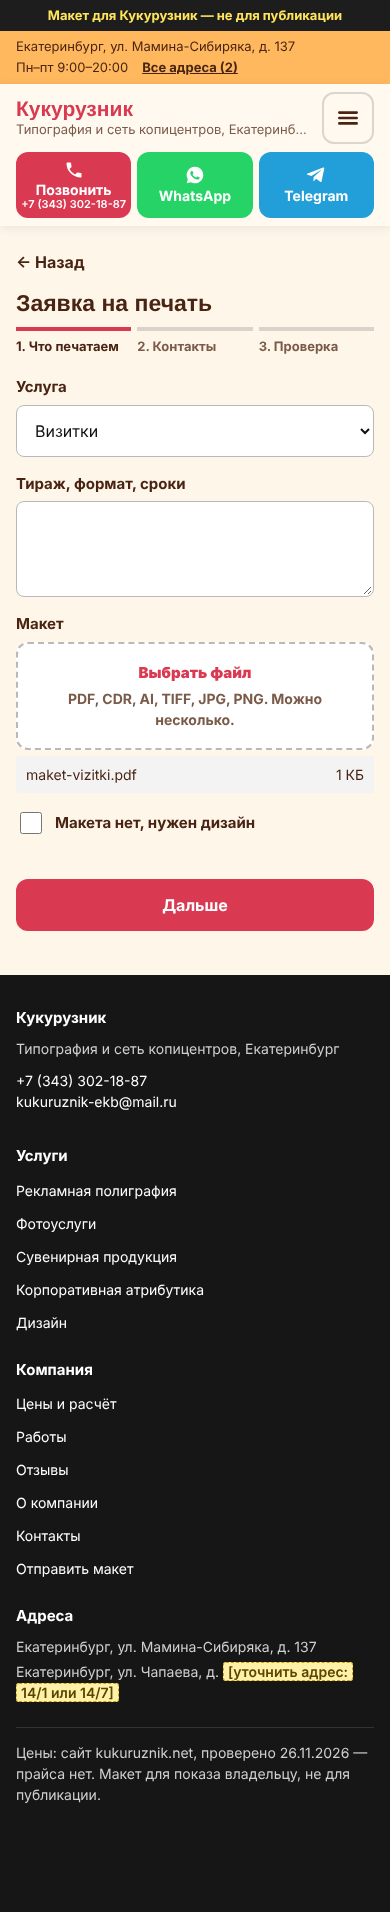 Макет для Кукурузник — не для публикации
Екатеринбург, ул. Мамина-Сибиряка, д. 137
Пн–пт 9:00–20:00 Все адреса (2)
Кукурузник
Типография и сеть копицентров, Екатеринб...
Позвонить
+7 (343) 302-18-87
WhatsApp
Telegram
← Назад
Заявка на печать
1. Что печатаем
2. Контакты
3. Проверка
Услуга
Визитки
Тираж, формат, сроки
Макет
Выбрать файл
PDF, CDR, AI, TIFF, JPG, PNG. Можно
несколько.
maket-vizitki.pdf 1 КБ
Макета нет, нужен дизайн
Дальше
Кукурузник
Типография и сеть копицентров, Екатеринбург
+7 (343) 302-18-87
kukuruznik-ekb@mail.ru
Услуги
Рекламная полиграфия
Фотоуслуги
Сувенирная продукция
Корпоративная атрибутика
Дизайн
Компания
Цены и расчёт
Работы
Отзывы
О компании
Контакты
Отправить макет
Адреса
Екатеринбург, ул. Мамина-Сибиряка, д. 137
Екатеринбург, ул. Чапаева, д. [уточнить адрес:
14/1 или 14/7]
Цены: сайт kukuruznik.net, проверено 26.11.2026 —
прайса нет. Макет для показа владельцу, не для
публикации.